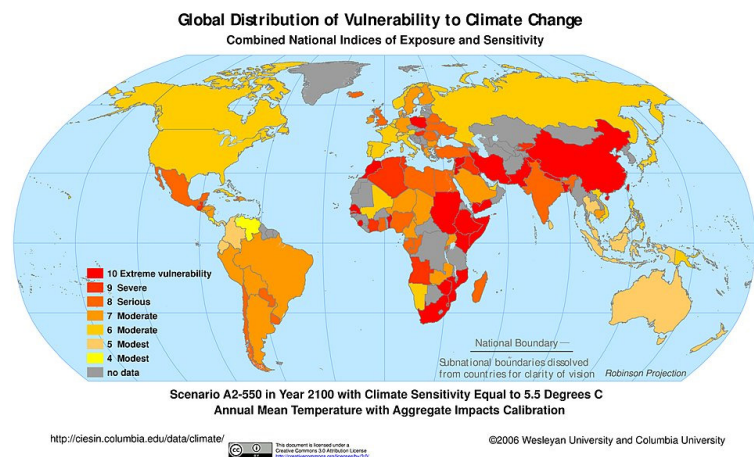 Global Distribution of Vulnerability to Climate Change
Combined National Indices of Exposure and Sensitivity
10 Extreme vulnerability
9 Severe
8 Serious
7 Moderate
6 Moderate
5 Modest
4 Modest
no data
National Boundary
Subnational boundaries dissolved
from countries for clarity of vision
Robinson Projection
Scenario A2-550 in Year 2100 with Climate Sensitivity Equal to 5.5 Degrees C
Annual Mean Temperature with Aggregate Impacts Calibration
http://ciesin.columbia.edu/data/climate/
cc
This document is licensed under a
Creative Commons 3.0 Attribution License
©2006 Wesleyan University and Columbia University